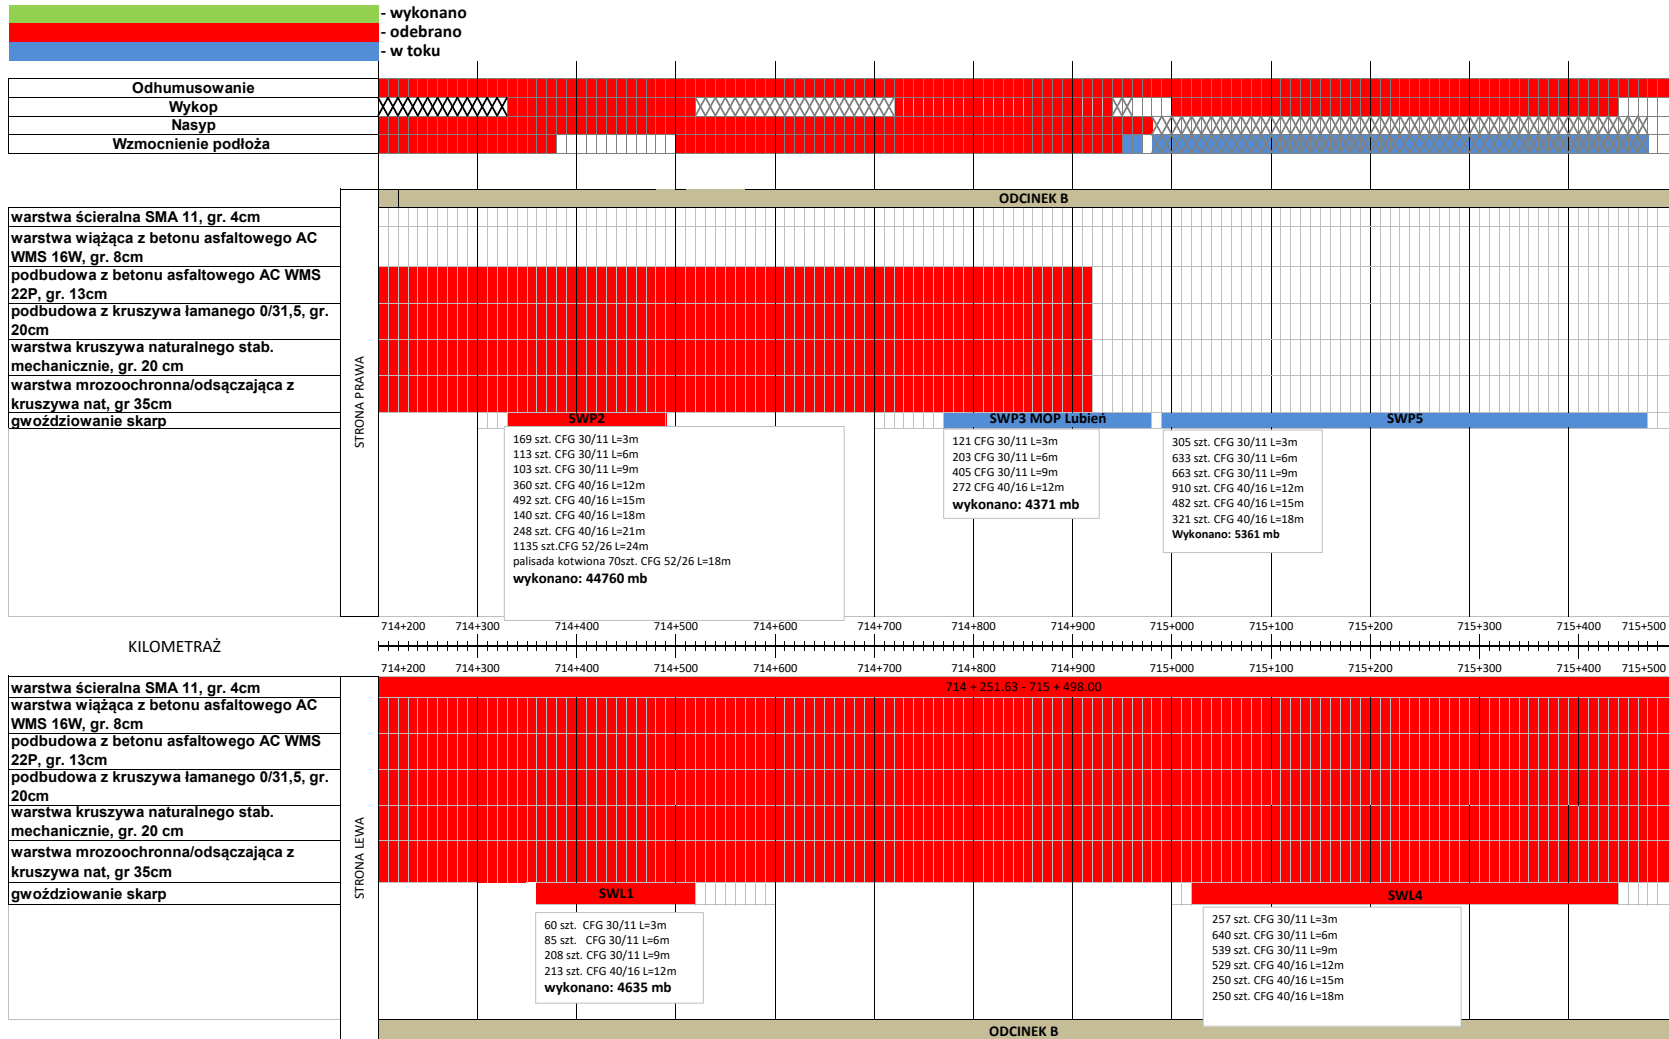 - wykonano
- odebrano
- w toku
Odhumusowanie
Wykop
Nasyp
Wzmocnienie podłoża
ODCINEK B
warstwa ścieralna SMA 11, gr. 4cm
warstwa wiążąca z betonu asfaltowego AC
WMS 16W, gr. 8cm
podbudowa z betonu asfaltowego AC WMS
22P, gr. 13cm
podbudowa z kruszywa łamanego 0/31,5, gr.
20cm
warstwa kruszywa naturalnego stab.
mechanicznie, gr. 20 cm
warstwa mrozoochronna/odsączająca z
kruszywa nat, gr 35cm
gwoździowanie skarp
STRONA PRAWA
SWP2
SWP3 MOP Lubień
SWP5
169 szt. CFG 30/11 L=3m
113 szt. CFG 30/11 L=6m
103 szt. CFG 30/11 L=9m
360 szt. CFG 40/16 L=12m
492 szt. CFG 40/16 L=15m
140 szt. CFG 40/16 L=18m
248 szt. CFG 40/16 L=21m
1135 szt.CFG 52/26 L=24m
palisada kotwiona 70szt. CFG 52/26 L=18m
wykonano: 44760 mb
121 CFG 30/11 L=3m
203 CFG 30/11 L=6m
405 CFG 30/11 L=9m
272 CFG 40/16 L=12m
wykonano: 4371 mb
305 szt. CFG 30/11 L=3m
633 szt. CFG 30/11 L=6m
663 szt. CFG 30/11 L=9m
910 szt. CFG 40/16 L=12m
482 szt. CFG 40/16 L=15m
321 szt. CFG 40/16 L=18m
Wykonano: 5361 mb
714+200 714+300 714+400 714+500 714+600 714+700 714+800 714+900 715+000 715+100 715+200 715+300 715+400 715+500
KILOMETRAŻ
714+200 714+300 714+400 714+500 714+600 714+700 714+800 714+900 715+000 715+100 715+200 715+300 715+400 715+500
warstwa ścieralna SMA 11, gr. 4cm
714 + 251.63 - 715 + 498.00
warstwa wiążąca z betonu asfaltowego AC
WMS 16W, gr. 8cm
podbudowa z betonu asfaltowego AC WMS
22P, gr. 13cm
podbudowa z kruszywa łamanego 0/31,5, gr.
20cm
warstwa kruszywa naturalnego stab.
mechanicznie, gr. 20 cm
warstwa mrozoochronna/odsączająca z
kruszywa nat, gr 35cm
gwoździowanie skarp
STRONA LEWA
SWL1
SWL4
60 szt. CFG 30/11 L=3m
85 szt. CFG 30/11 L=6m
208 szt. CFG 30/11 L=9m
213 szt. CFG 40/16 L=12m
wykonano: 4635 mb
257 szt. CFG 30/11 L=3m
640 szt. CFG 30/11 L=6m
539 szt. CFG 30/11 L=9m
529 szt. CFG 40/16 L=12m
250 szt. CFG 40/16 L=15m
250 szt. CFG 40/16 L=18m
ODCINEK B